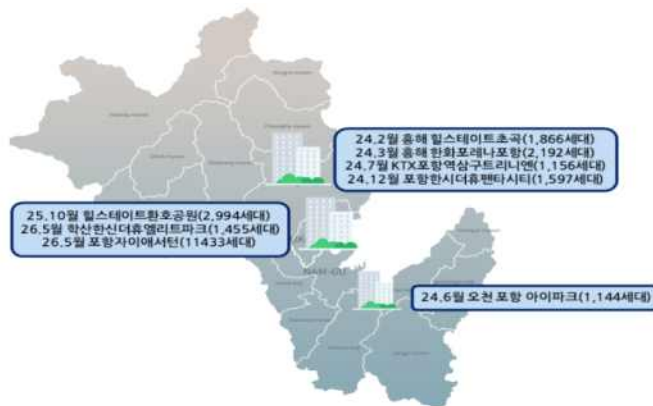 24.2월 흥해 힐스테이트초곡(1,866세대)
24.3월 흥해 한화포레나포항(2,192세대)
24.7월 KTX포항역삼구트리니엔(1,156세대)
24.12월 포항한시더휴펜타시티(1,597세대)
25.10월 힐스테이트환호공원(2,994세대)
26.5월 학산한신더휴엘리트파크(1,455세대)
26.5월 포항자이애서턴(11433세대)
NAM-GU
24.6월 오천 포항 아이파크(1,144세대)